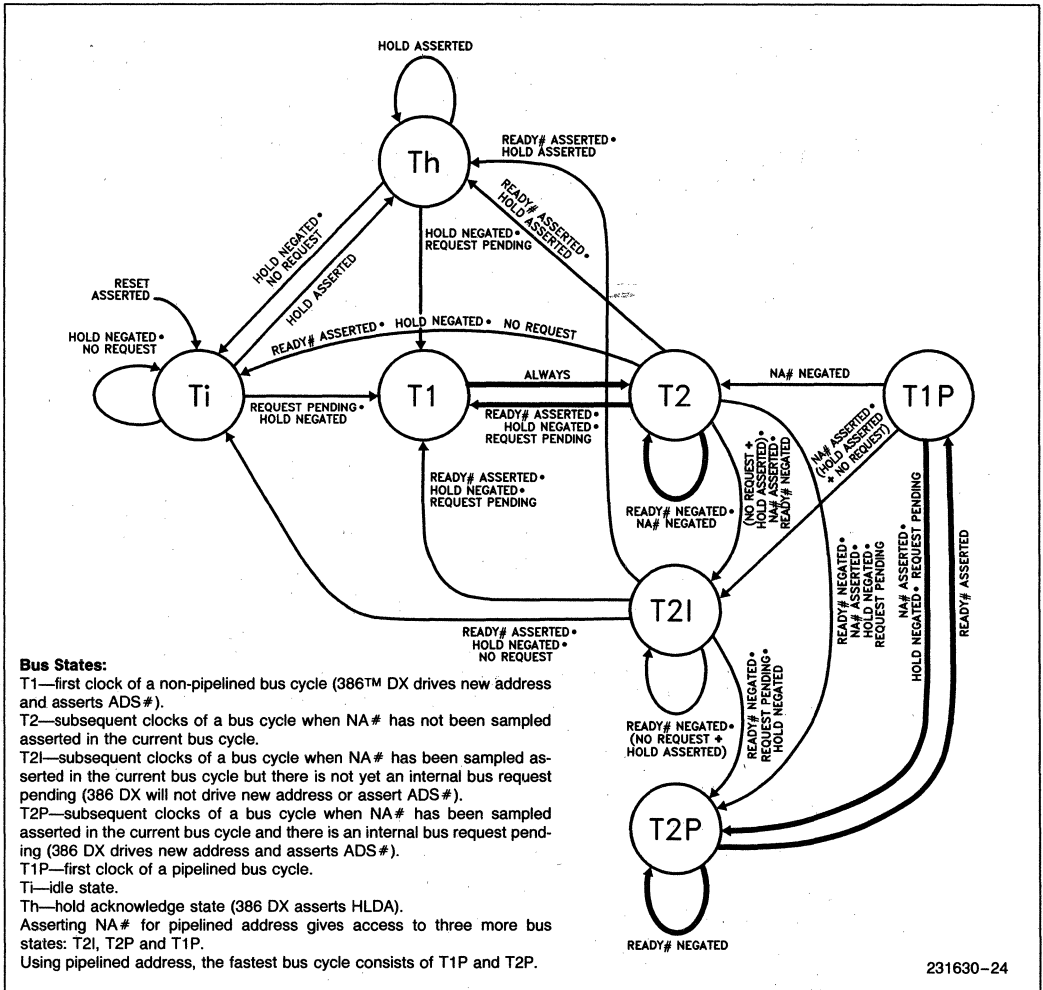 HOLD ASSERTED
Th
READY# ASSERTED•
HOLD ASSERTED
READY# ASSERTED•
HOLD ASSERTED
HOLD NEGATED•
NO REQUEST
HOLD ASSERTED
HOLD NEGATED•
REQUEST PENDING
RESET
ASSERTED
HOLD NEGATED•
NO REQUEST
READY# ASSERTED• HOLD NEGATED• NO REQUEST
Ti
REQUEST PENDING•
HOLD NEGATED
T1
ALWAYS
READY# ASSERTED•
HOLD NEGATED•
REQUEST PENDING
T2
NA# NEGATED
T1P
NA# ASSERTED•
(HOLD ASSERTED
+ NO REQUEST)
READY# ASSERTED•
HOLD NEGATED•
REQUEST PENDING
READY# NEGATED•
NA# NEGATED
(NO REQUEST +
HOLD ASSERTED)•
NA# ASSERTED•
READY# NEGATED
READY# NEGATED•
NA# ASSERTED•
HOLD NEGATED•
REQUEST PENDING
NA# ASSERTED•
HOLD NEGATED• REQUEST PENDING
READY# ASSERTED
T2I
READY# ASSERTED•
HOLD NEGATED•
NO REQUEST
READY# NEGATED•
(NO REQUEST +
HOLD ASSERTED)
READY# NEGATED•
REQUEST PENDING•
HOLD NEGATED
T2P
READY# NEGATED
Bus States:
T1—first clock of a non-pipelined bus cycle (386™ DX drives new address
and asserts ADS#).
T2—subsequent clocks of a bus cycle when NA# has not been sampled
asserted in the current bus cycle.
T2I—subsequent clocks of a bus cycle when NA# has been sampled as-
serted in the current bus cycle but there is not yet an internal bus request
pending (386 DX will not drive new address or assert ADS#).
T2P—subsequent clocks of a bus cycle when NA# has been sampled
asserted in the current bus cycle and there is an internal bus request pend-
ing (386 DX drives new address and asserts ADS#).
T1P—first clock of a pipelined bus cycle.
Ti—idle state.
Th—hold acknowledge state (386 DX asserts HLDA).
Asserting NA# for pipelined address gives access to three more bus
states: T2I, T2P and T1P.
Using pipelined address, the fastest bus cycle consists of T1P and T2P.
231630–24